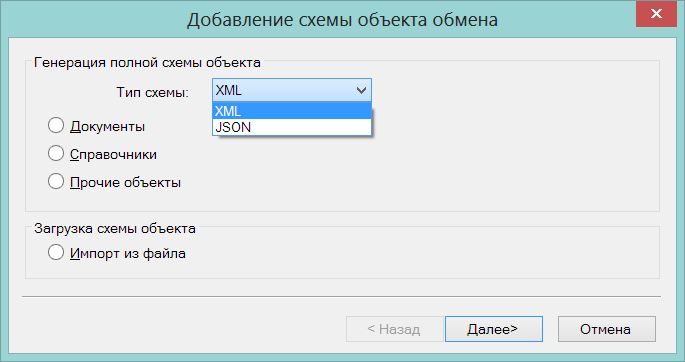 Добавление схемы объекта обмена
Генерация полной схемы объекта
Тип схемы: XML
XML
JSON
Документы
Справочники
Прочие объекты
Загрузка схемы объекта
Импорт из файла
< Назад Далее> Отмена